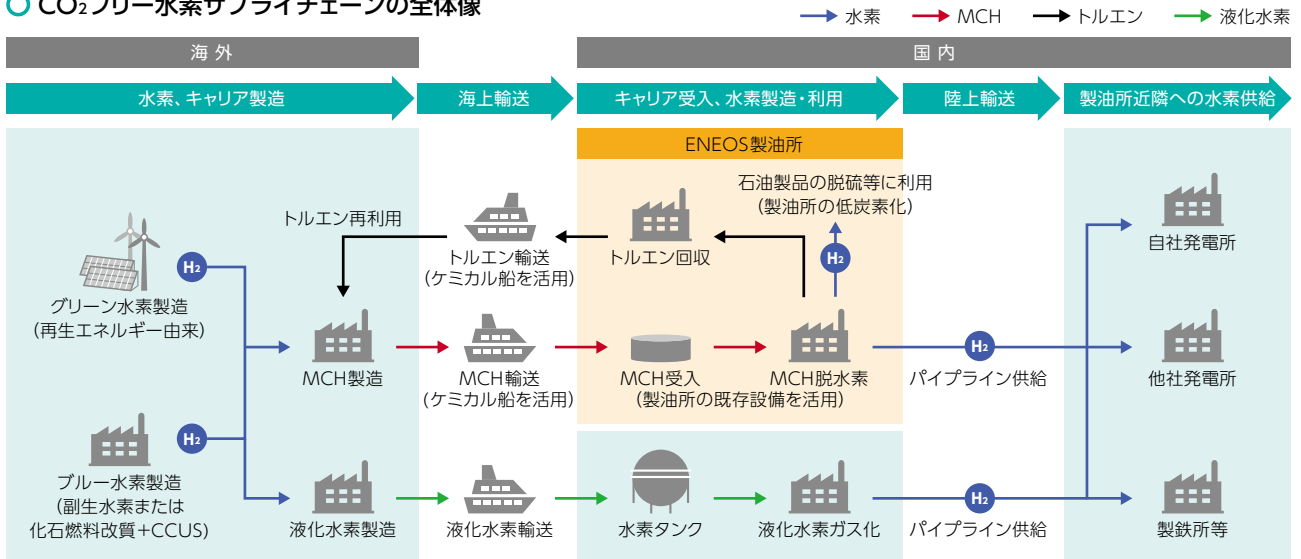 CO₂フリー水素サプライチェーンの全体像
水素
MCH
トルエン
液化水素
海外
国内
水素、キャリア製造
海上輸送
キャリア受入、水素製造・利用
陸上輸送
製油所近隣への水素供給
ENEOS製油所
石油製品の脱硫等に利用
(製油所の低炭素化)
トルエン再利用
トルエン輸送
(ケミカル船を活用)
トルエン回収
H₂
自社発電所
H₂
グリーン水素製造
(再生エネルギー由来)
MCH製造
MCH輸送
(ケミカル船を活用)
MCH受入
MCH脱水素
(製油所の既存設備を活用)
H₂
パイプライン供給
他社発電所
H₂
ブルー水素製造
(副生水素または
化石燃料改質+CCUS)
液化水素製造
液化水素輸送
水素タンク
液化水素ガス化
H₂
パイプライン供給
製鉄所等